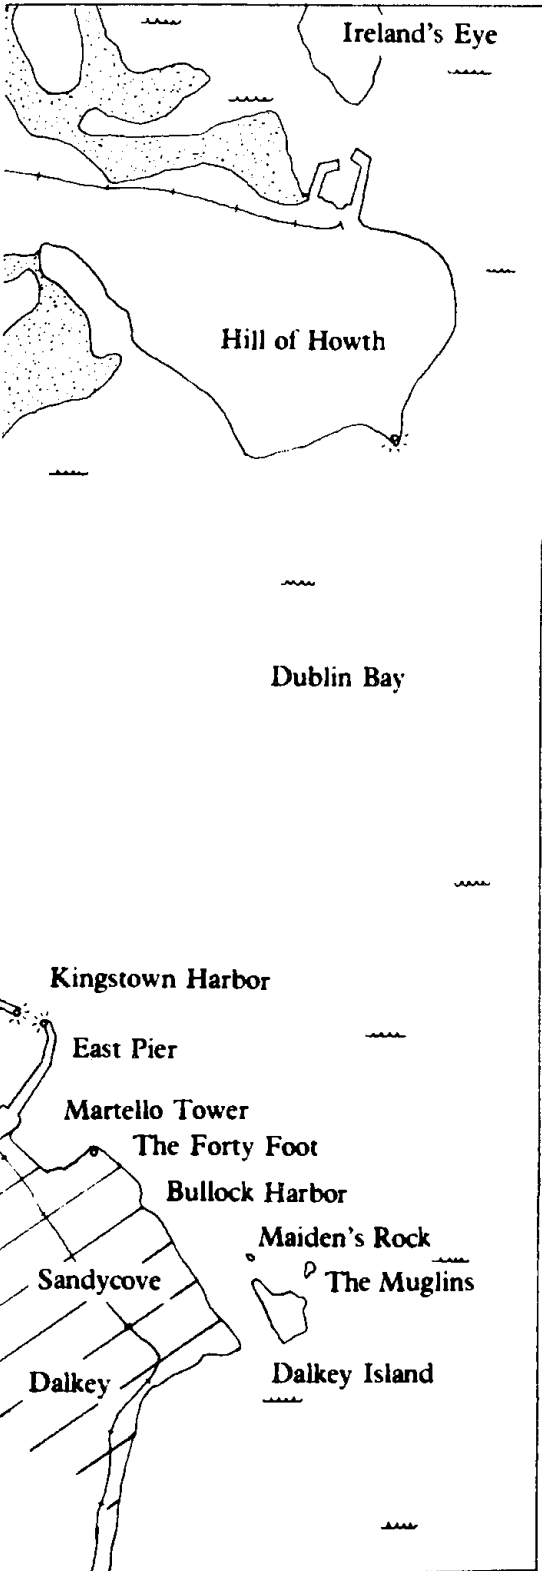 Ireland's Eye
Hill of Howth
Dublin Bay
Kingstown Harbor
East Pier
Martello Tower
The Forty Foot
Bullock Harbor
Maiden's Rock
Sandycove
The Muglins
Dalkey
Dalkey Island